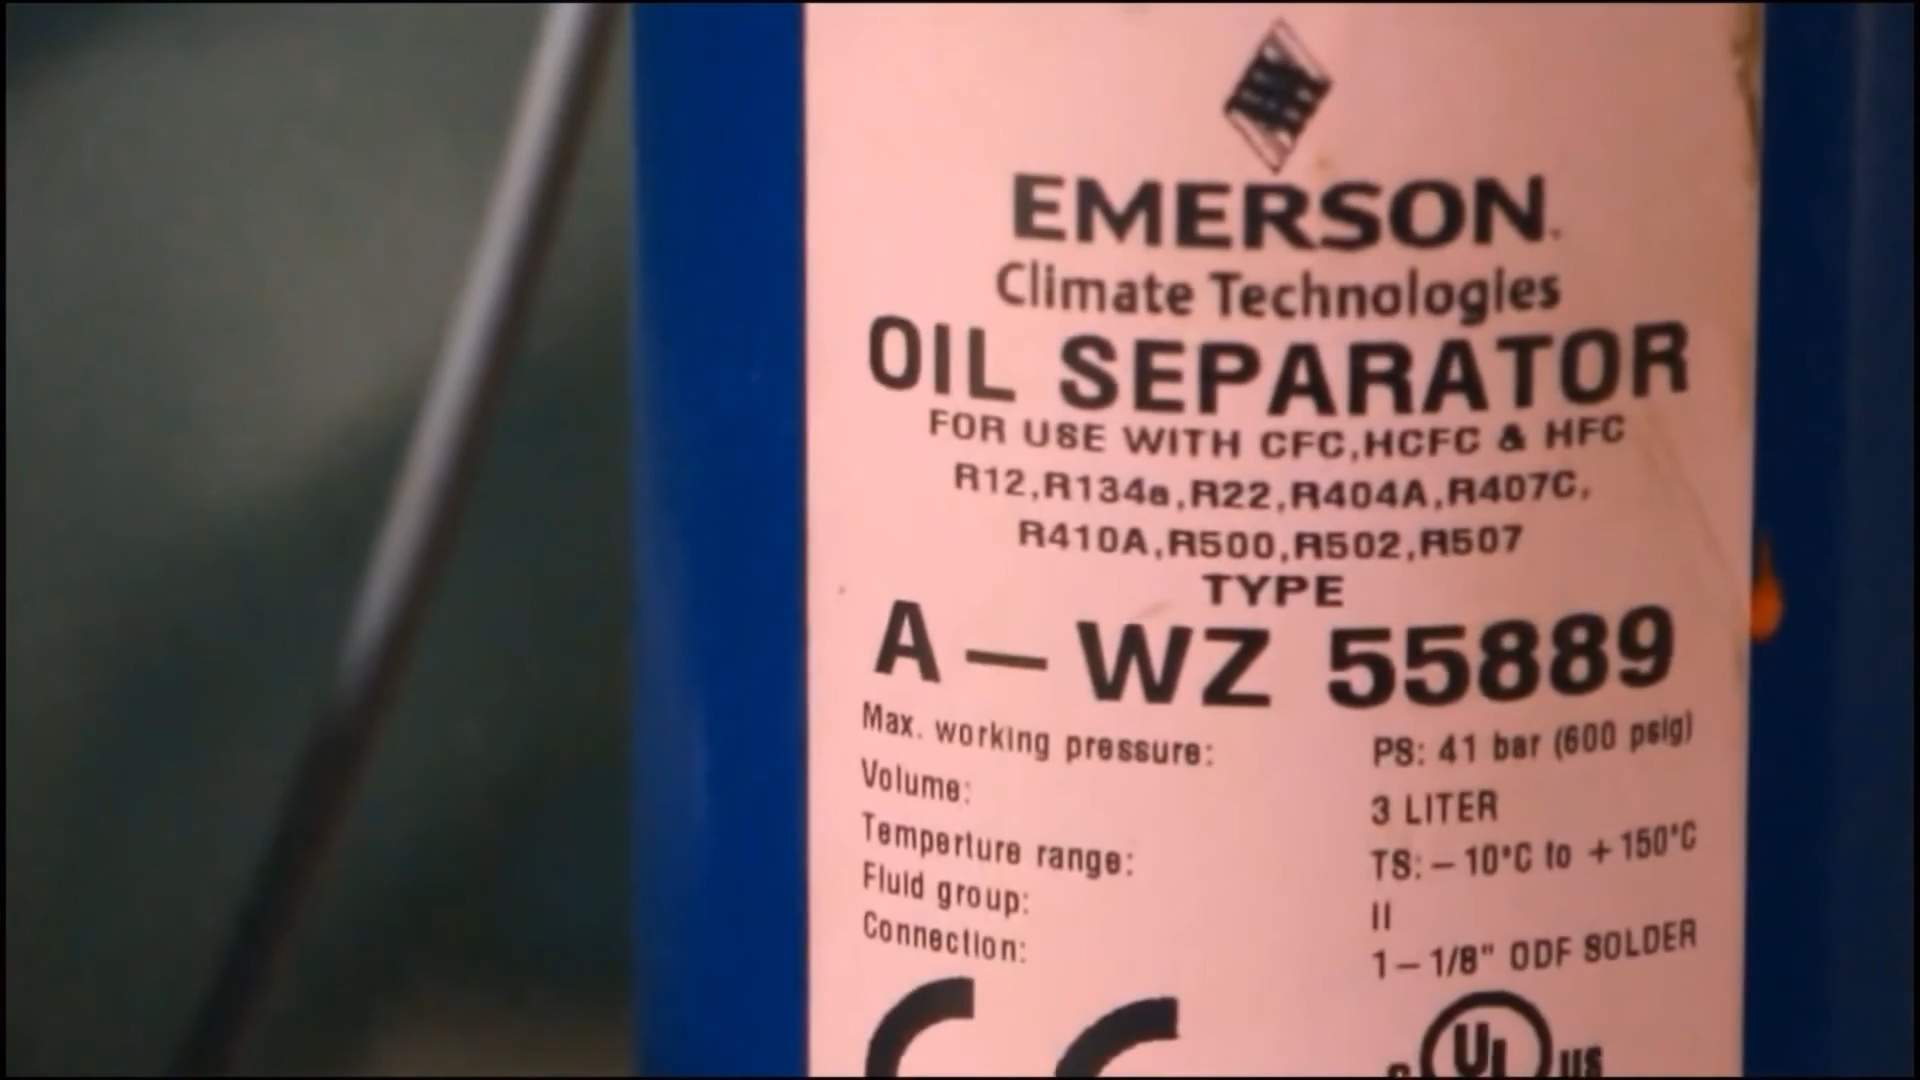 EMERSON.
Climate Technologies
OIL SEPARATOR
FOR USE WITH CFC,HCFC & HFC
R12,R134a,R22,R404A,R407C,
R410A,R500,R502,R507
TYPE
A – WZ 55889
Max. working pressure: PS: 41 bar (600 psig)
Volume: 3 LITER
Temperture range: TS: – 10°C to + 150°C
Fluid group: II
Connection: 1 – 1/8" ODF SOLDER
CE c UL us